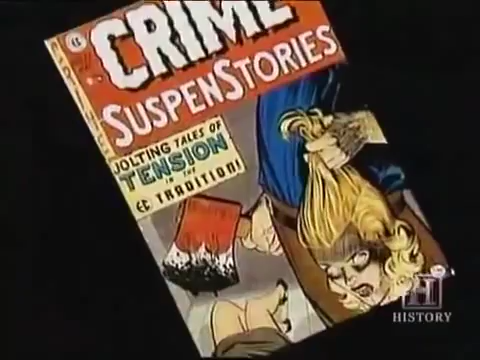 CRIME
SUSPENSTORIES
JOLTING TALES OF
TENSION
IN THE
EC TRADITION!
H
HISTORY